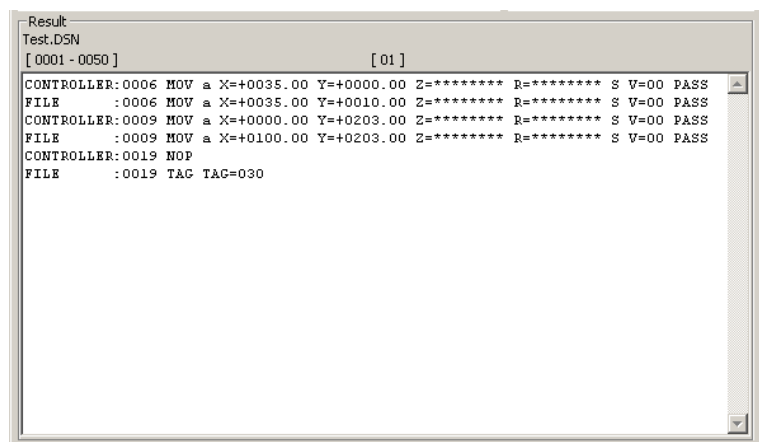 Result
Test.DSN
[ 0001 - 0050 ] [ 01 ]
CONTROLLER:0006 MOV a X=+0035.00 Y=+0000.00 Z=******** R=******** S V=00 PASS
FILE       :0006 MOV a X=+0035.00 Y=+0010.00 Z=******** R=******** S V=00 PASS
CONTROLLER:0009 MOV a X=+0000.00 Y=+0203.00 Z=******** R=******** S V=00 PASS
FILE       :0009 MOV a X=+0100.00 Y=+0203.00 Z=******** R=******** S V=00 PASS
CONTROLLER:0019 NOP
FILE       :0019 TAG TAG=030